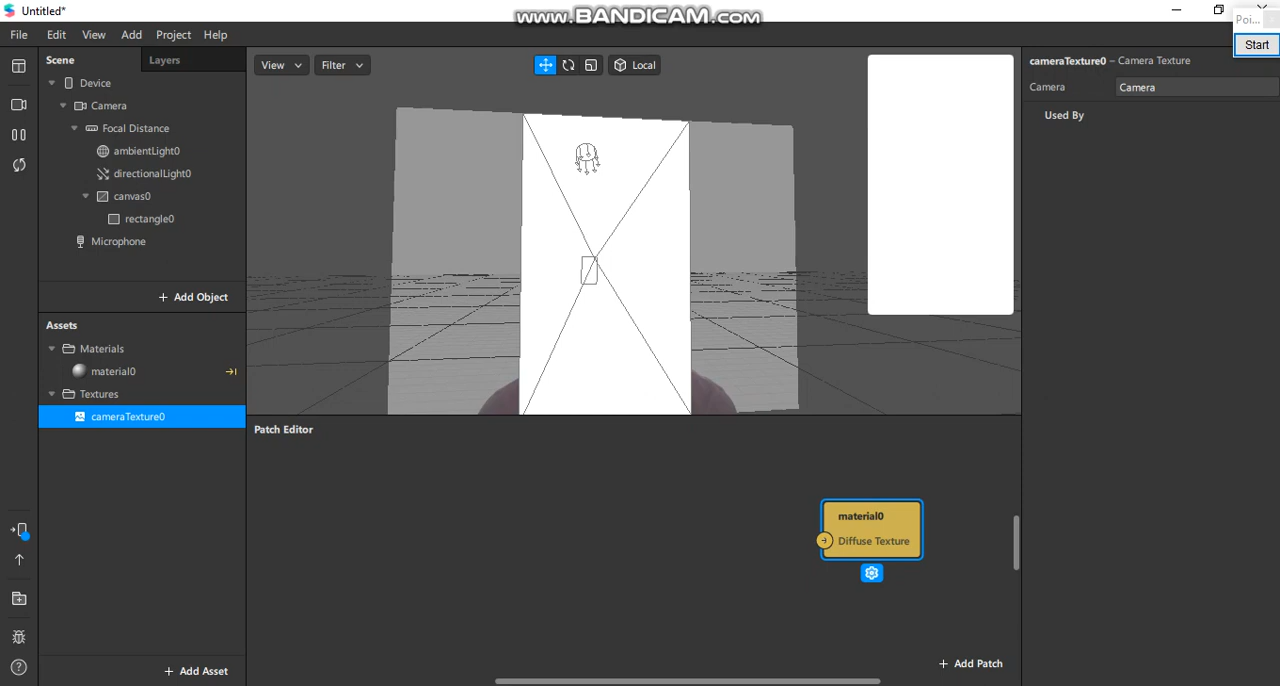 Untitled*
www.BANDICAM.com
Poi...
File Edit View Add Project Help
Start
Scene Layers
View Filter Local
cameraTexture0 – Camera Texture
Device
Camera Camera
Camera
Used By
Focal Distance
ambientLight0
directionalLight0
canvas0
rectangle0
Microphone
+ Add Object
Assets
Materials
material0
Textures
cameraTexture0
+ Add Asset
Patch Editor
material0
Diffuse Texture
+ Add Patch